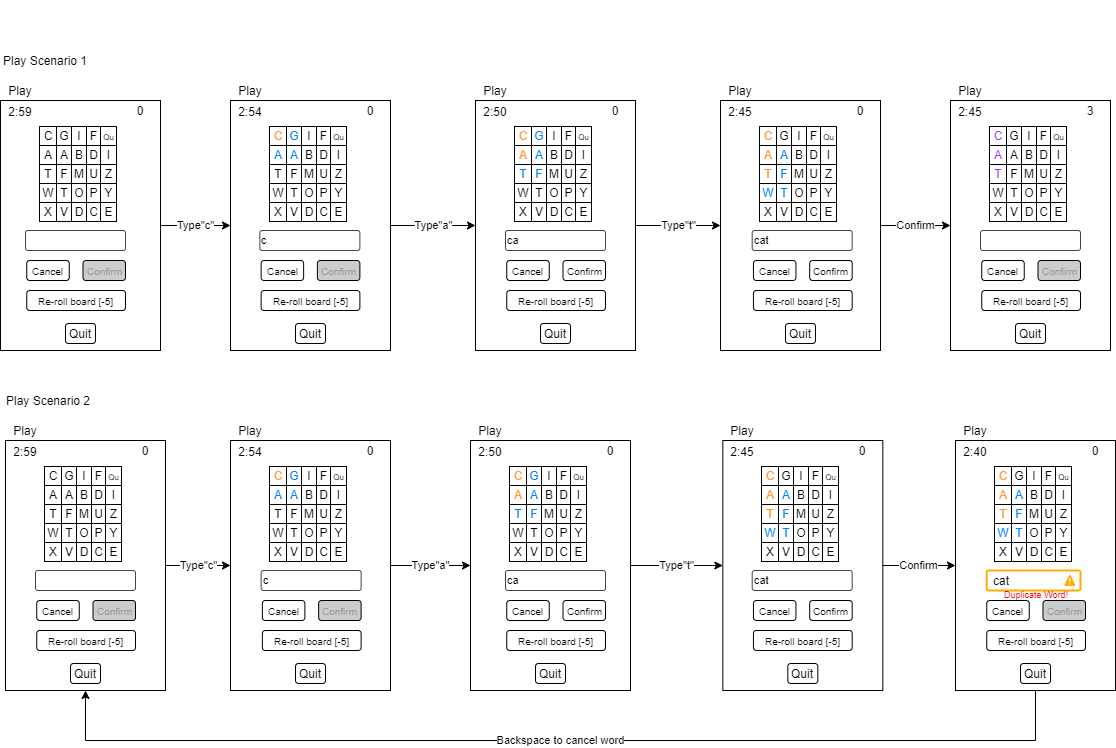 Play Scenario 1
Play
2:59 0
C G I F Qu
A A B D I
T F M U Z
W T O P Y
X V D C E
Cancel Confirm
Re-roll board [-5]
Quit
Type"c"
Play
2:54 0
C G I F Qu
A A B D I
T F M U Z
W T O P Y
X V D C E
c
Cancel Confirm
Re-roll board [-5]
Quit
Type"a"
Play
2:50 0
C G I F Qu
A A B D I
T F M U Z
W T O P Y
X V D C E
ca
Cancel Confirm
Re-roll board [-5]
Quit
Type"t"
Play
2:45 0
C G I F Qu
A A B D I
T F M U Z
W T O P Y
X V D C E
cat
Cancel Confirm
Re-roll board [-5]
Quit
Confirm
Play
2:45 3
C G I F Qu
A A B D I
T F M U Z
W T O P Y
X V D C E
Cancel Confirm
Re-roll board [-5]
Quit
Play Scenario 2
Play
2:59 0
C G I F Qu
A A B D I
T F M U Z
W T O P Y
X V D C E
Cancel Confirm
Re-roll board [-5]
Quit
Type"c"
Play
2:54 0
C G I F Qu
A A B D I
T F M U Z
W T O P Y
X V D C E
c
Cancel Confirm
Re-roll board [-5]
Quit
Type"a"
Play
2:50 0
C G I F Qu
A A B D I
T F M U Z
W T O P Y
X V D C E
ca
Cancel Confirm
Re-roll board [-5]
Quit
Type"t"
Play
2:45 0
C G I F Qu
A A B D I
T F M U Z
W T O P Y
X V D C E
cat
Cancel Confirm
Re-roll board [-5]
Quit
Confirm
Play
2:40 0
C G I F Qu
A A B D I
T F M U Z
W T O P Y
X V D C E
cat
Duplicate Word!
Cancel Confirm
Re-roll board [-5]
Quit
Backspace to cancel word